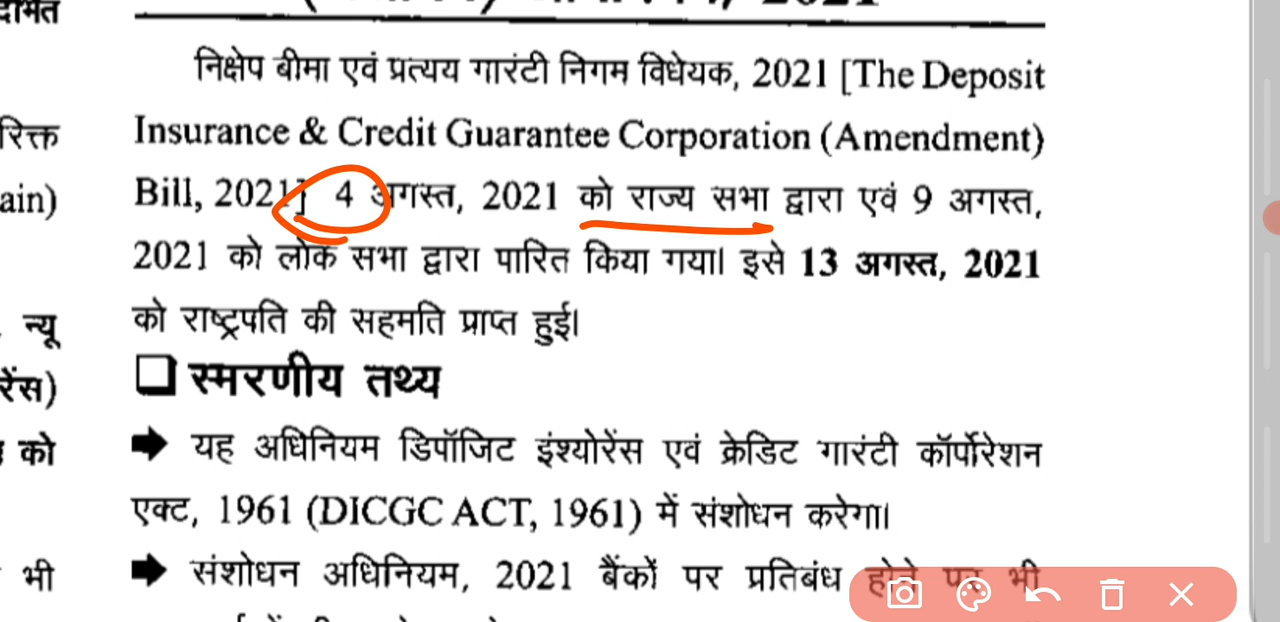 निक्षेप बीमा एवं प्रत्यय गारंटी निगम विधेयक, 2021 [The Deposit
रिक्त Insurance & Credit Guarantee Corporation (Amendment)
ain) Bill, 2021] 4 अगस्त, 2021 को राज्य सभा द्वारा एवं 9 अगस्त,
2021 को लोक सभा द्वारा पारित किया गया। इसे 13 अगस्त, 2021
न्यू को राष्ट्रपति की सहमति प्राप्त हुई।
रेंस) ❑ स्मरणीय तथ्य
को ➡ यह अधिनियम डिपॉजिट इंश्योरेंस एवं क्रेडिट गारंटी कॉर्पोरेशन
एक्ट, 1961 (DICGC ACT, 1961) में संशोधन करेगा।
भी ➡ संशोधन अधिनियम, 2021 बैंकों पर प्रतिबंध होने पर भी